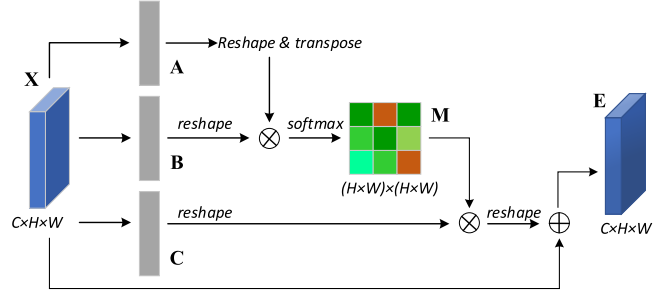 A
Reshape & transpose
X
B
reshape
softmax
M
(H×W)×(H×W)
E
C×H×W
C
reshape
reshape
C×H×W